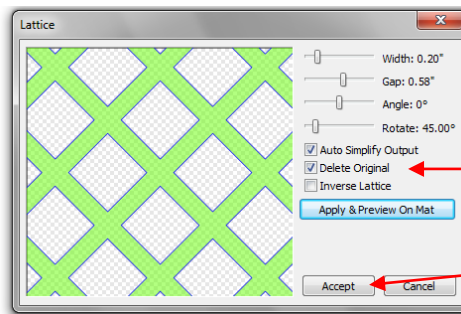 Lattice
Width: 0.20"
Gap: 0.58"
Angle: 0°
Rotate: 45.00°
Auto Simplify Output
Delete Original
Inverse Lattice
Apply & Preview On Mat
Accept
Cancel